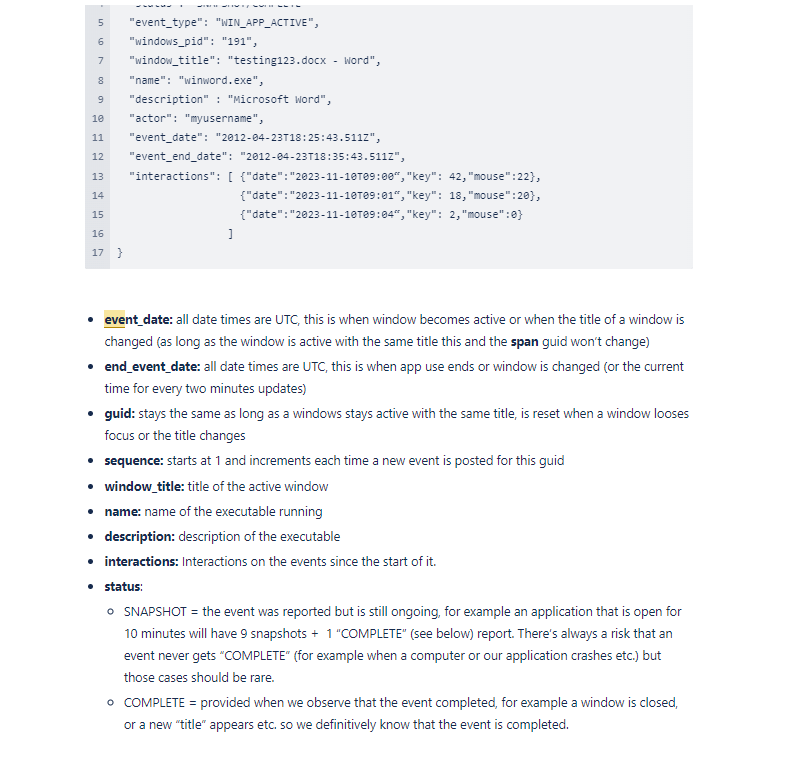 5 "event_type": "WIN_APP_ACTIVE",
6 "windows_pid": "191",
7 "window_title": "testing123.docx - Word",
8 "name": "winword.exe",
9 "description" : "Microsoft Word",
10 "actor": "myusername",
11 "event_date": "2012-04-23T18:25:43.511Z",
12 "event_end_date": "2012-04-23T18:35:43.511Z",
13 "interactions": [ {"date":"2023-11-10T09:00“,"key": 42,"mouse":22},
14 {"date":"2023-11-10T09:01“,"key": 18,"mouse":20},
15 {"date":"2023-11-10T09:04“,"key": 2,"mouse":0}
16 ]
17 }
• event_date: all date times are UTC, this is when window becomes active or when the title of a window is
changed (as long as the window is active with the same title this and the span guid won’t change)
• end_event_date: all date times are UTC, this is when app use ends or window is changed (or the current
time for every two minutes updates)
• guid: stays the same as long as a windows stays active with the same title, is reset when a window looses
focus or the title changes
• sequence: starts at 1 and increments each time a new event is posted for this guid
• window_title: title of the active window
• name: name of the executable running
• description: description of the executable
• interactions: Interactions on the events since the start of it.
• status:
○ SNAPSHOT = the event was reported but is still ongoing, for example an application that is open for
10 minutes will have 9 snapshots + 1 “COMPLETE” (see below) report. There’s always a risk that an
event never gets “COMPLETE” (for example when a computer or our application crashes etc.) but
those cases should be rare.
○ COMPLETE = provided when we observe that the event completed, for example a window is closed,
or a new “title” appears etc. so we definitively know that the event is completed.